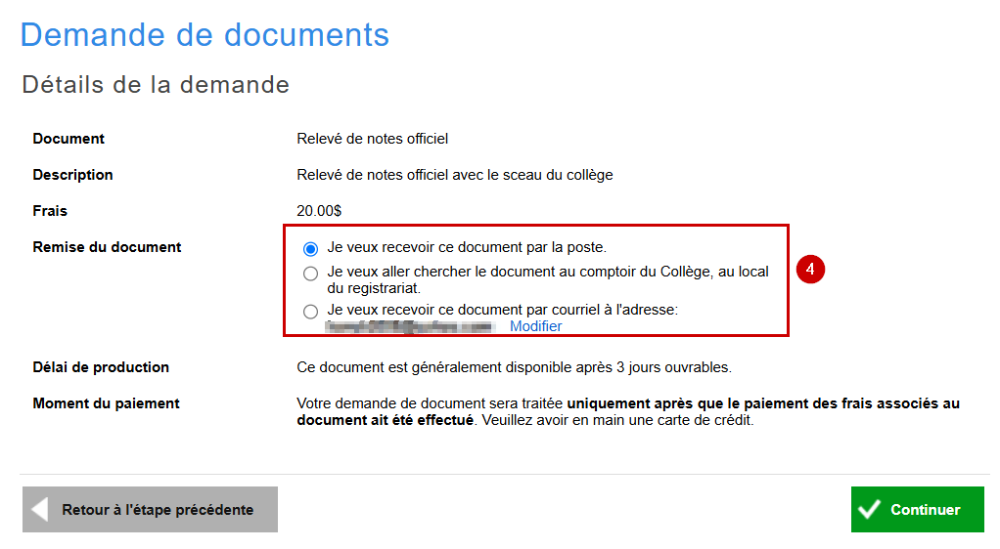 Demande de documents
Détails de la demande
Document
Relevé de notes officiel
Description
Relevé de notes officiel avec le sceau du collège
Frais
20.00$
Remise du document
Je veux recevoir ce document par la poste.
Je veux aller chercher le document au comptoir du Collège, au local
du registrariat.
Je veux recevoir ce document par courriel à l'adresse:
Modifier
4
Délai de production
Ce document est généralement disponible après 3 jours ouvrables.
Moment du paiement
Votre demande de document sera traitée uniquement après que le paiement des frais associés au
document ait été effectué. Veuillez avoir en main une carte de crédit.
Retour à l'étape précédente
Continuer